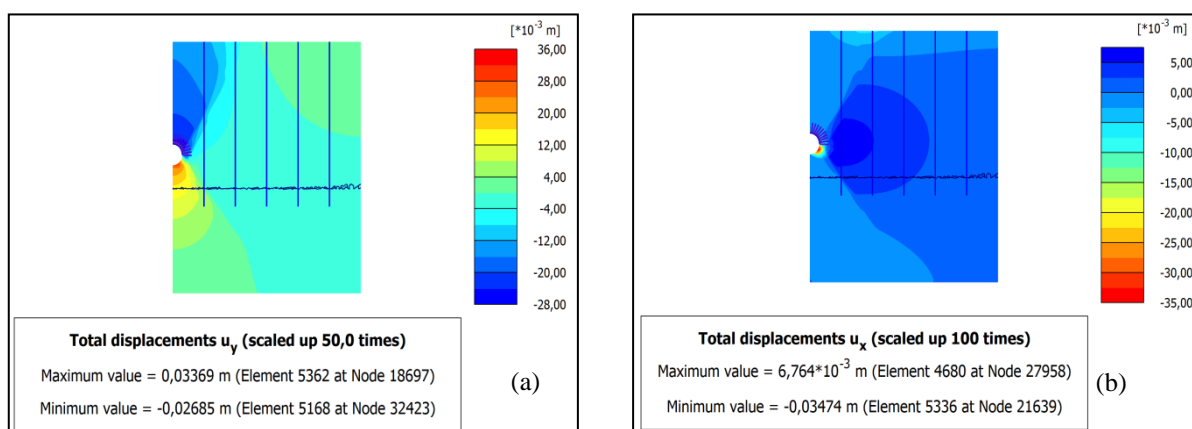 [*10⁻³ m]
36,00
28,00
20,00
12,00
4,00
-4,00
-12,00
-20,00
-28,00
Total displacements uᵧ (scaled up 50,0 times)
Maximum value = 0,03369 m (Element 5362 at Node 18697)
Minimum value = -0,02685 m (Element 5168 at Node 32423)
(a)
[*10⁻³ m]
5,00
0,00
-5,00
-10,00
-15,00
-20,00
-25,00
-30,00
-35,00
Total displacements uₓ (scaled up 100 times)
Maximum value = 6,764*10⁻³ m (Element 4680 at Node 27958)
Minimum value = -0,03474 m (Element 5336 at Node 21639)
(b)